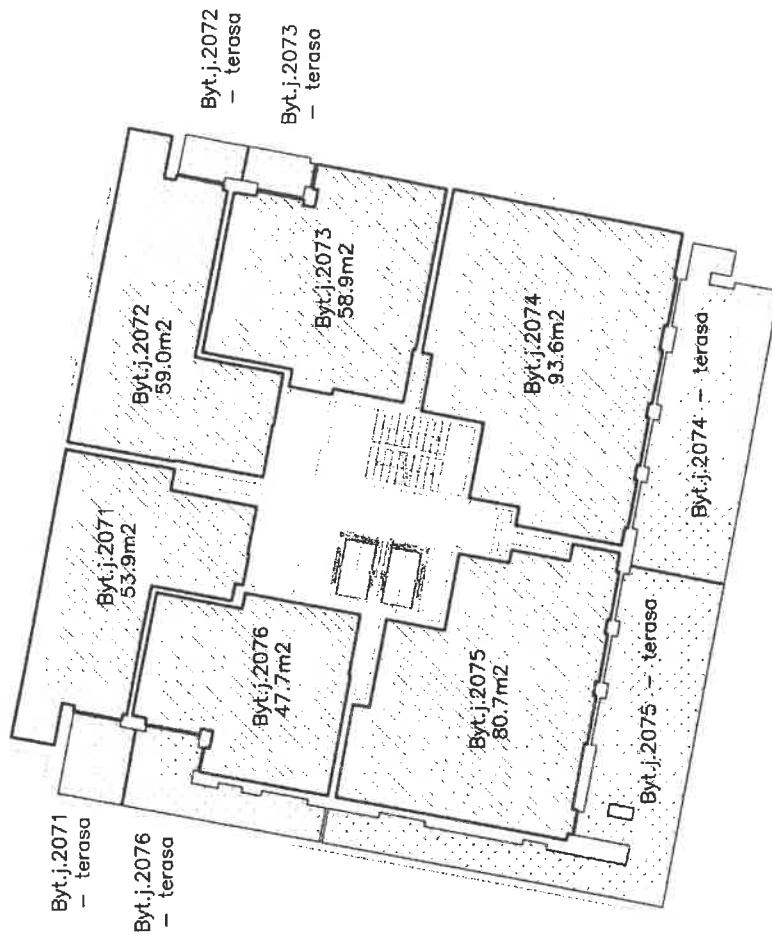 Byt.j.2072
– terasa
Byt.j.2073
– terasa
Byt.j.2072
59.0m2
Byt.j.2073
58.9m2
Byt.j.2071
53.9m2
Byt.j.2074
93.6m2
Byt.j.2076
47.7m2
Byt.j.2075
80.7m2
Byt.j.2074 – terasa
Byt.j.2075 – terasa
Byt.j.2071
– terasa
Byt.j.2076
– terasa